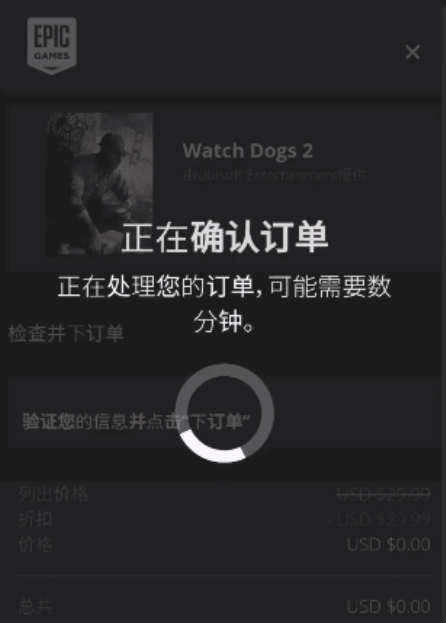 EPIC
GAMES
Watch Dogs 2
由Ubisoft Entertainment提供
正在确认订单
正在处理您的订单，可能需要数
分钟。
检查并下订单
验证您的信息并点击“下订单”
列出价格 USD $29.99
折扣 - USD $29.99
价格 USD $0.00
总共 USD $0.00